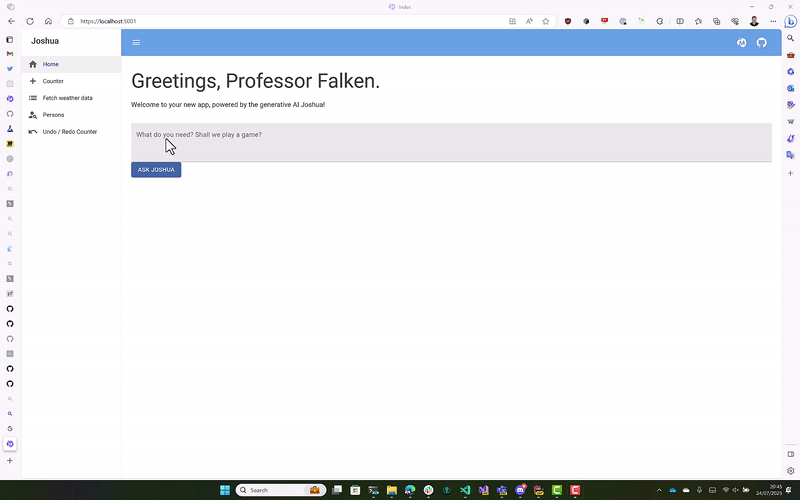 Index
https://localhost:5001
Joshua
Home
Counter
Fetch weather data
Persons
Undo / Redo Counter
Greetings, Professor Falken.
Welcome to your new app, powered by the generative AI Joshua!
What do you need? Shall we play a game?
ASK JOSHUA
Search
20:45
24/07/2023